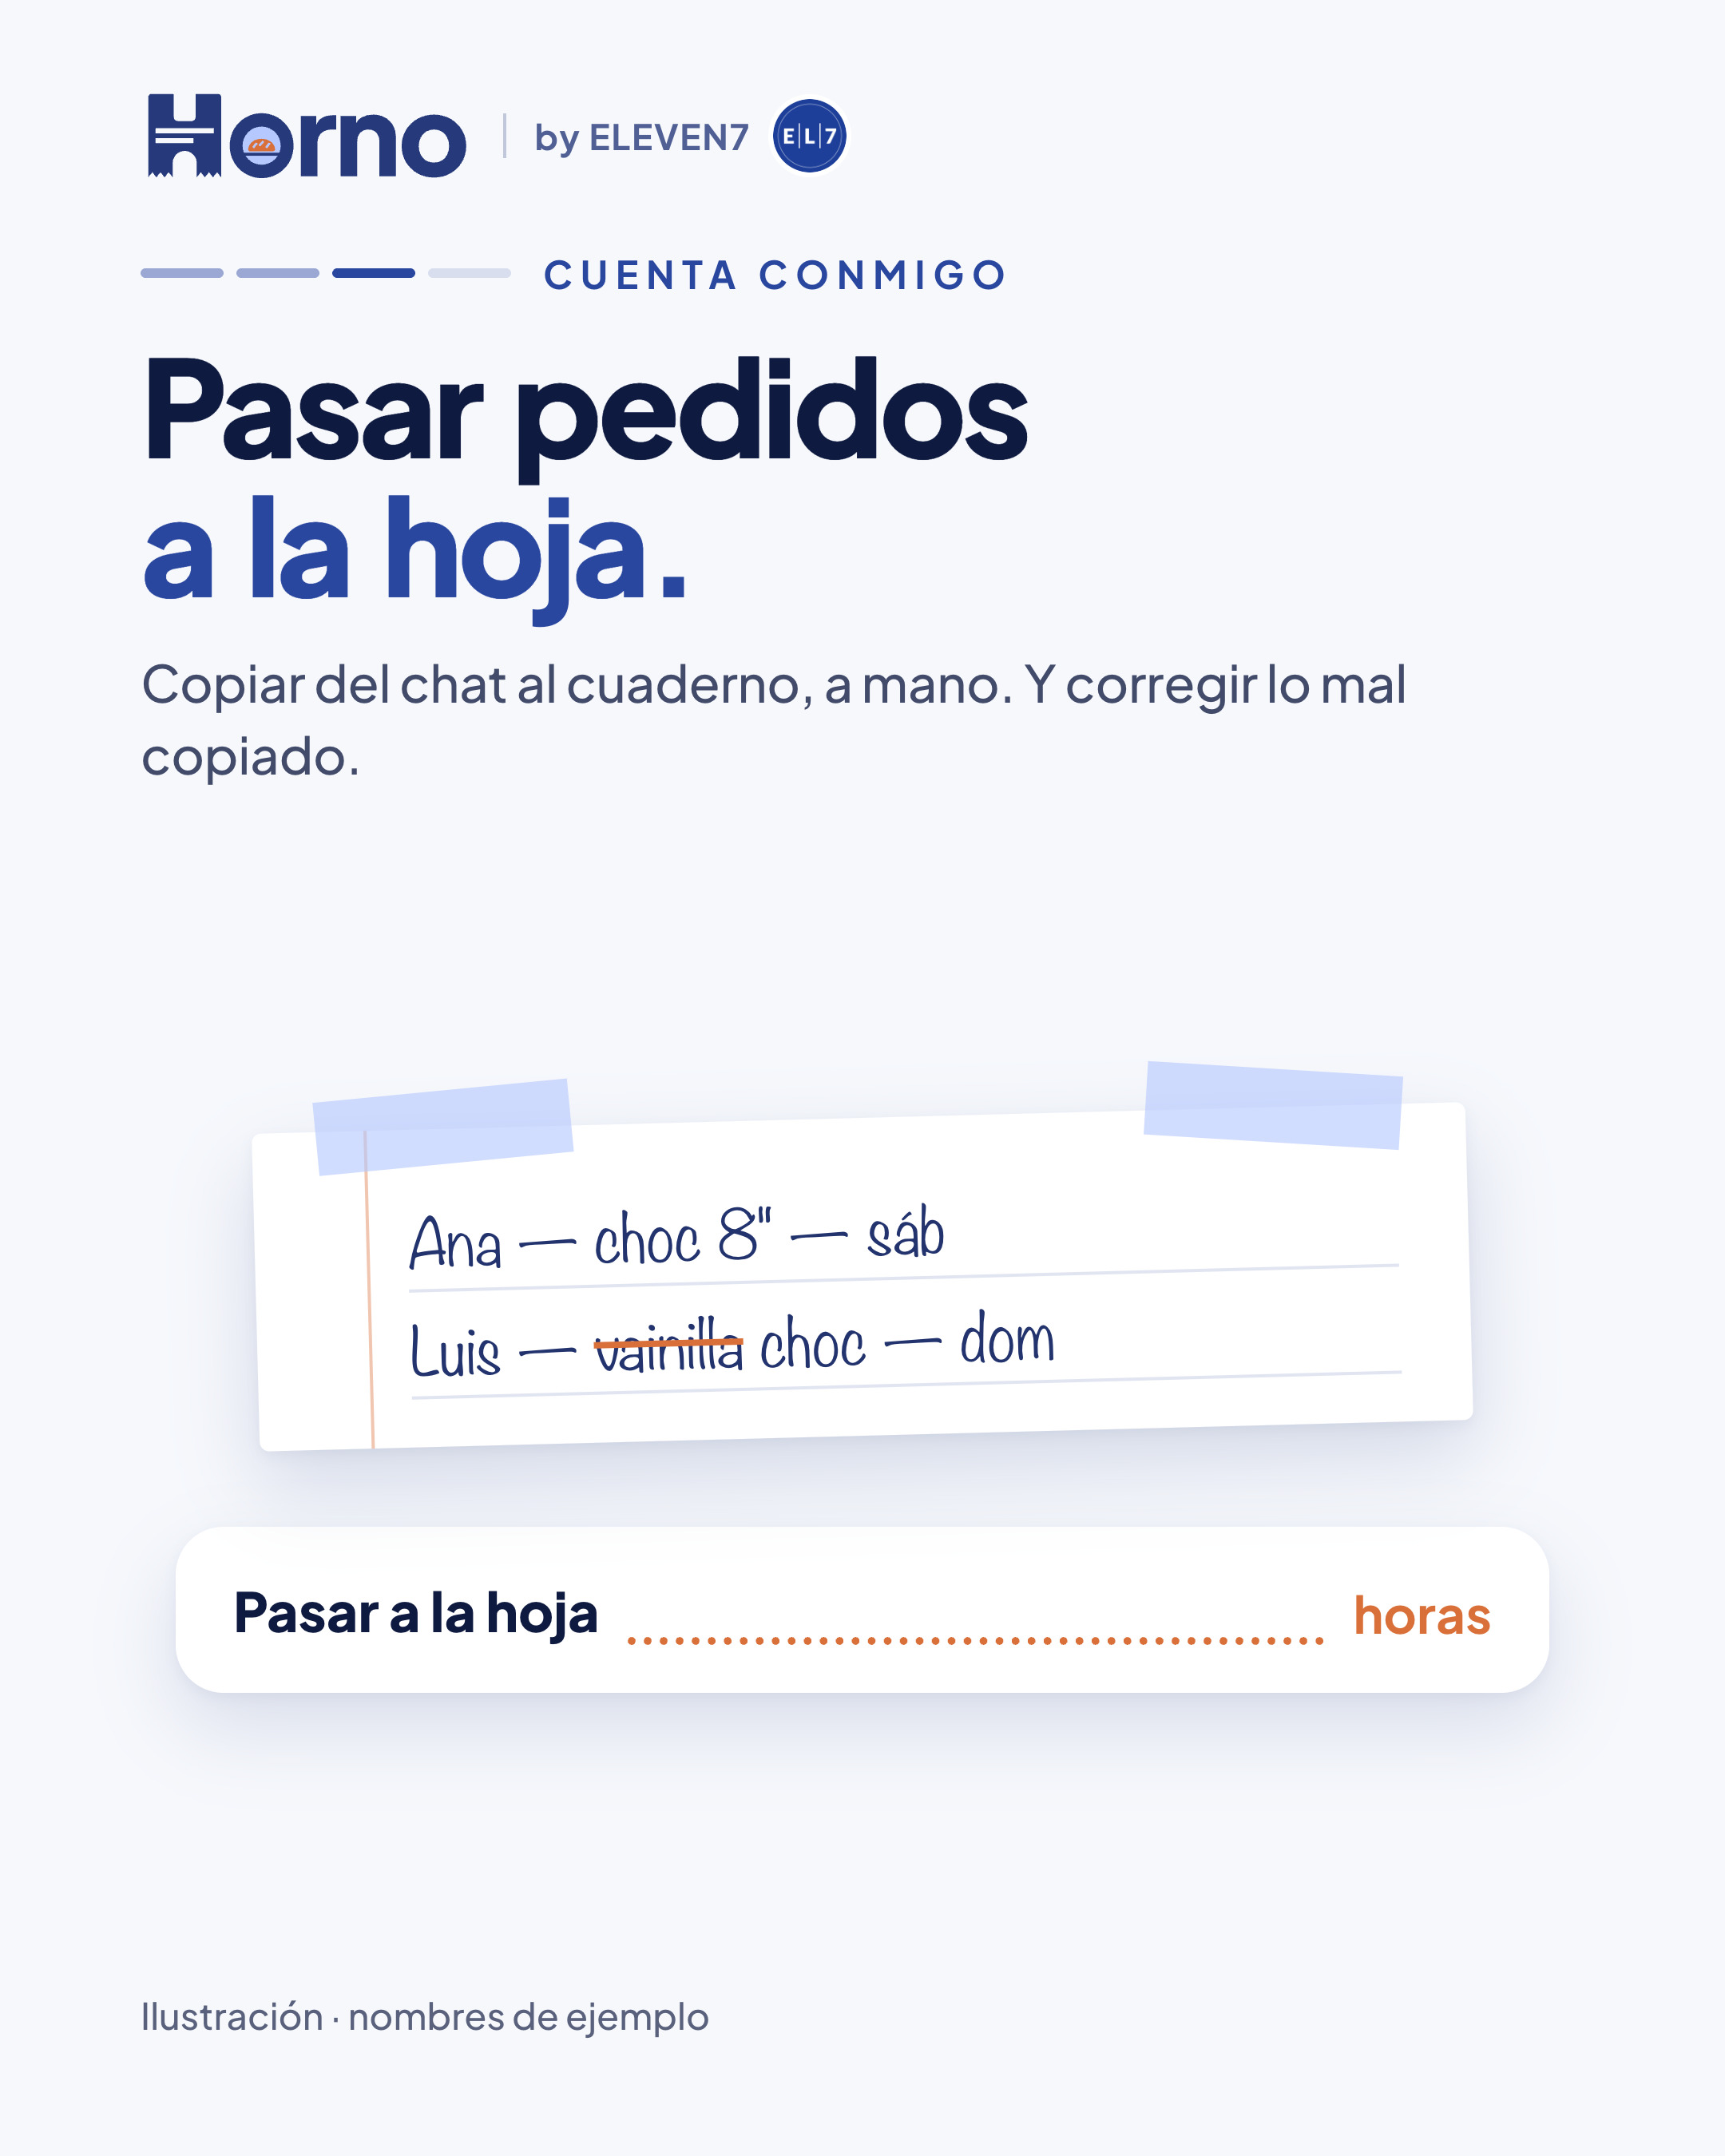 Horno by ELEVEN7 E|L|7
CUENTA CONMIGO
Pasar pedidos
a la hoja.
Copiar del chat al cuaderno, a mano. Y corregir lo mal
copiado.
Ana — choc 8" — sáb
Luis — vainilla choc — dom
Pasar a la hoja horas
Ilustración · nombres de ejemplo